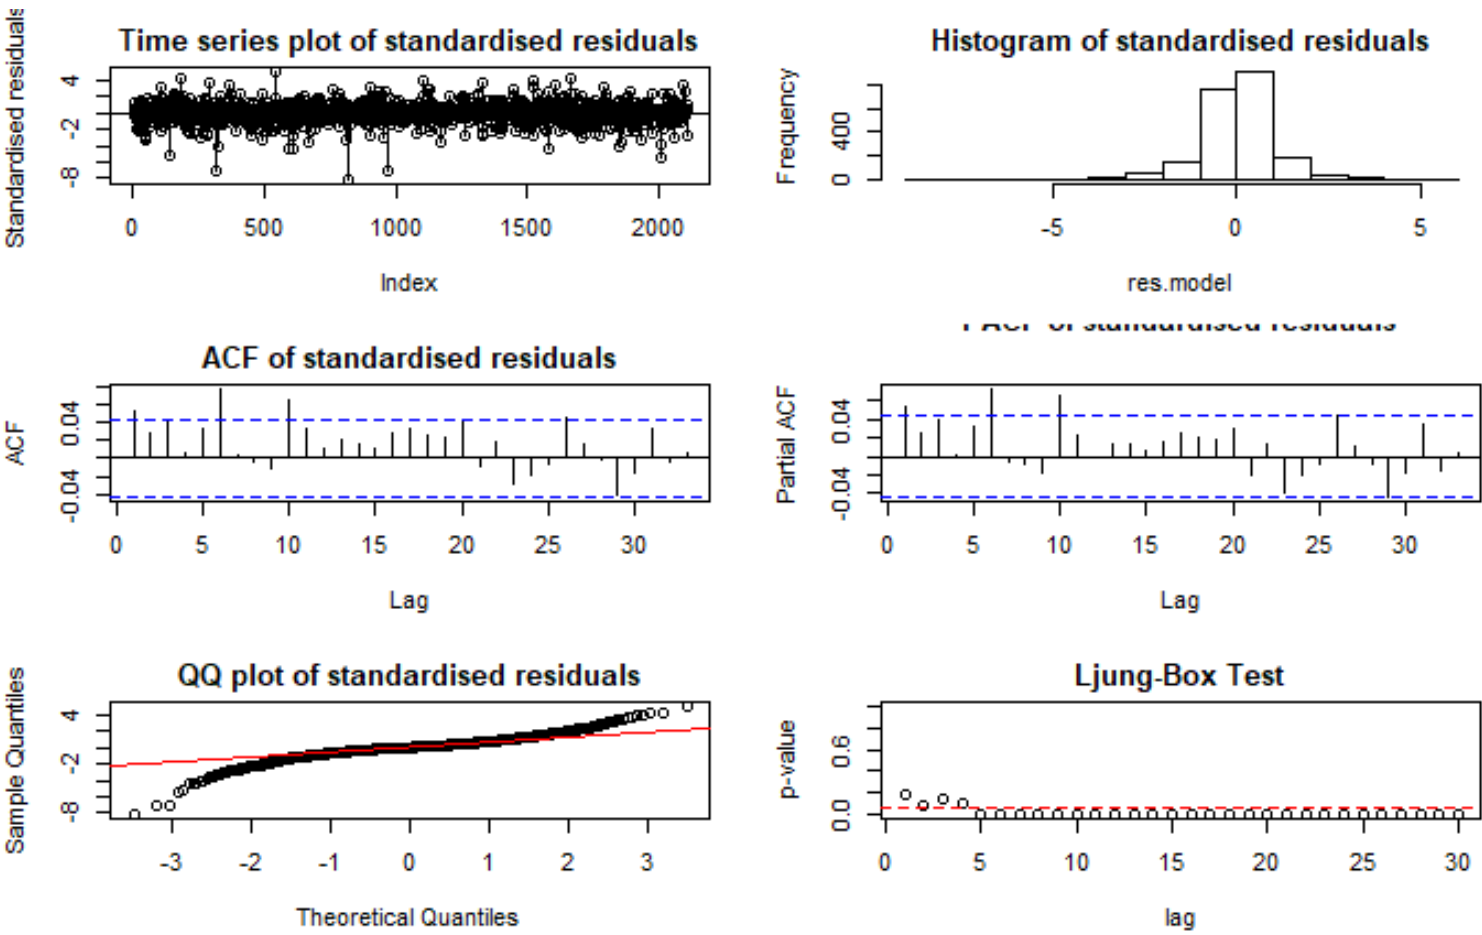 Time series plot of standardised residuals
Standardised residuals
4
-2
-8
0 500 1000 1500 2000
Index
Histogram of standardised residuals
Frequency
400
0
-5 0 5
res.model
ACF of standardised residuals
ACF
0.04
-0.04
0 5 10 15 20 25 30
Lag
PACF of standardised residuals
Partial ACF
0.04
-0.04
0 5 10 15 20 25 30
Lag
QQ plot of standardised residuals
Sample Quantiles
4
-2
-8
-3 -2 -1 0 1 2 3
Theoretical Quantiles
Ljung-Box Test
p-value
0.6
0.0
0 5 10 15 20 25 30
lag